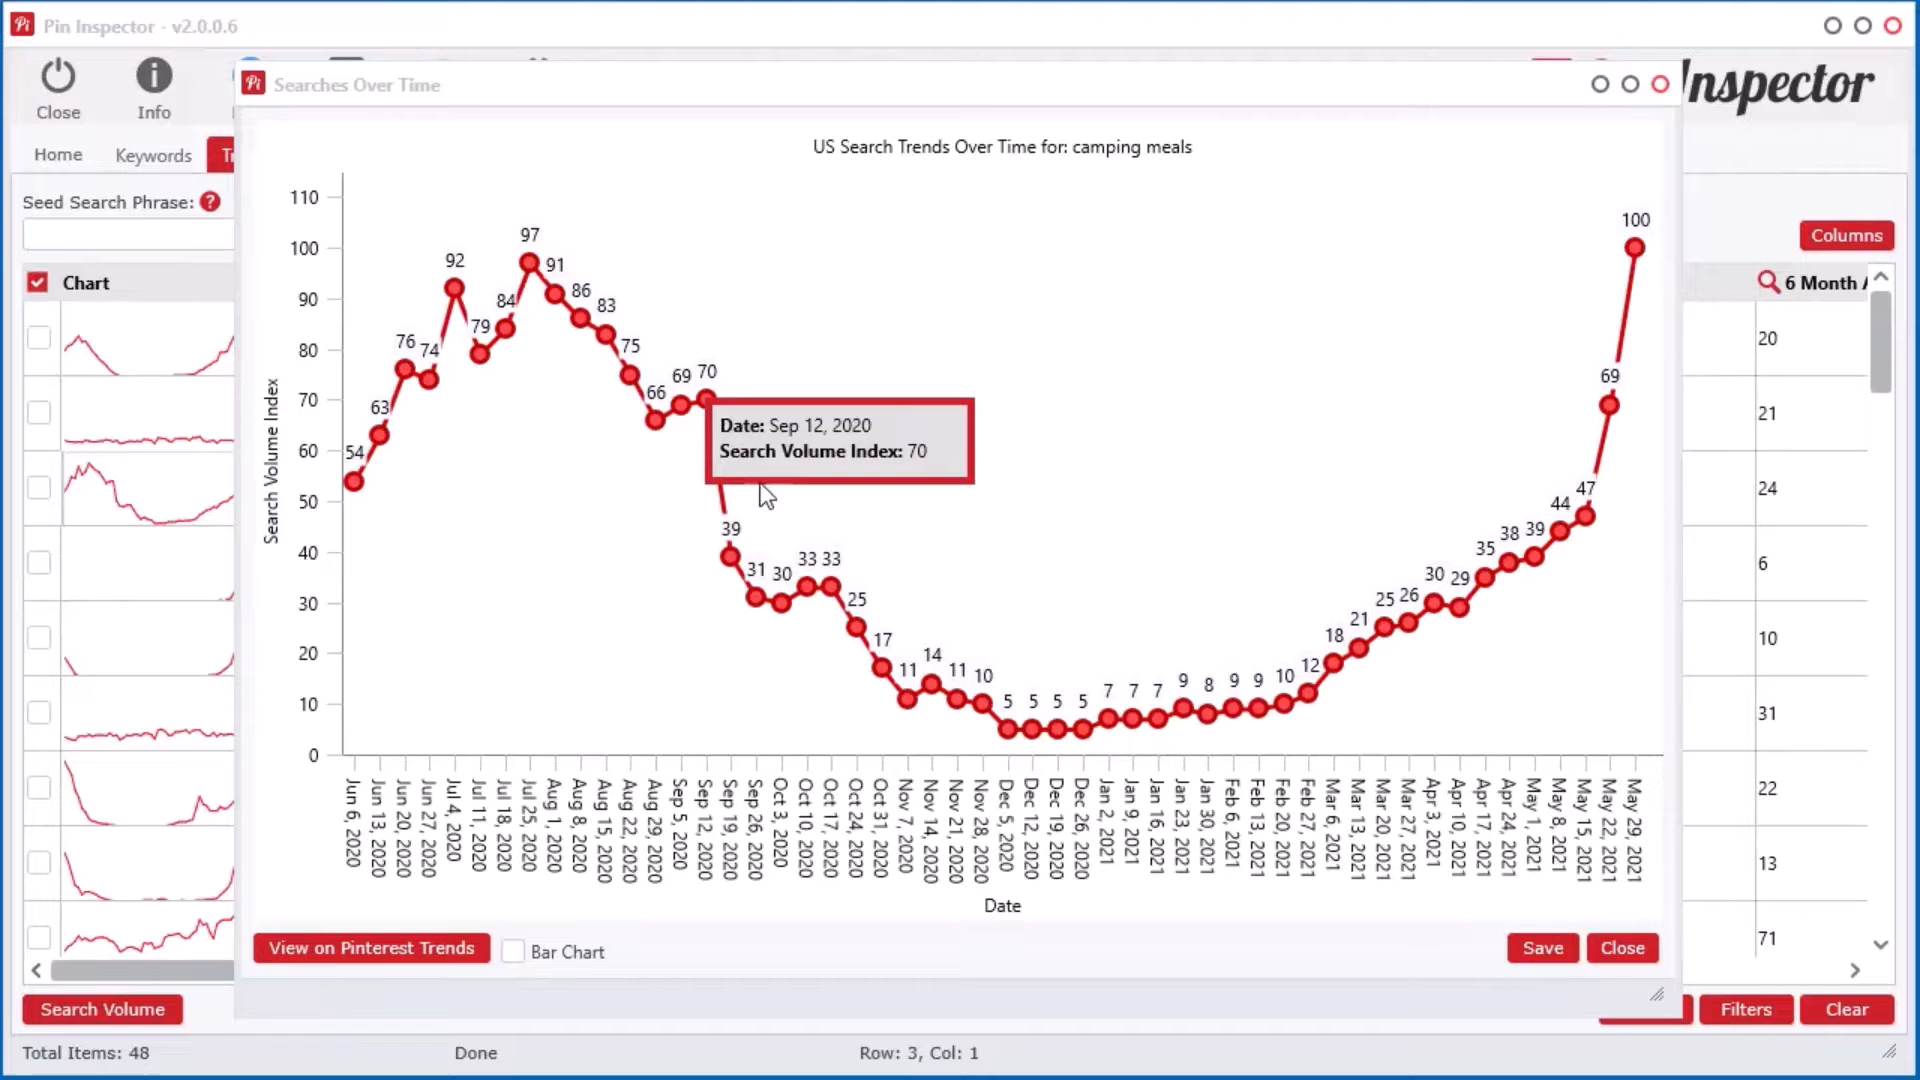 Pin Inspector - v2.0.0.6
Close
Info
Inspector
Searches Over Time
Home
Keywords
Seed Search Phrase:
Columns
Chart
6 Month
20
21
24
6
10
31
22
13
71
US Search Trends Over Time for: camping meals
Search Volume Index
110
100
90
80
70
60
50
40
30
20
10
0
54 63 76 74 92 79 84 97 91 86 83 75 66 69 70 39 31 30 33 33 25 17 11 14 11 10 5 5 5 5 7 7 7 9 8 9 9 10 12 18 21 25 26 30 29 35 38 39 44 47 69 100
Date: Sep 12, 2020
Search Volume Index: 70
Jun 6, 2020
Jun 13, 2020
Jun 20, 2020
Jun 27, 2020
Jul 4, 2020
Jul 11, 2020
Jul 18, 2020
Jul 25, 2020
Aug 1, 2020
Aug 8, 2020
Aug 15, 2020
Aug 22, 2020
Aug 29, 2020
Sep 5, 2020
Sep 12, 2020
Sep 19, 2020
Sep 26, 2020
Oct 3, 2020
Oct 10, 2020
Oct 17, 2020
Oct 24, 2020
Oct 31, 2020
Nov 7, 2020
Nov 14, 2020
Nov 21, 2020
Nov 28, 2020
Dec 5, 2020
Dec 12, 2020
Dec 19, 2020
Dec 26, 2020
Jan 2, 2021
Jan 9, 2021
Jan 16, 2021
Jan 23, 2021
Jan 30, 2021
Feb 6, 2021
Feb 13, 2021
Feb 20, 2021
Feb 27, 2021
Mar 6, 2021
Mar 13, 2021
Mar 20, 2021
Mar 27, 2021
Apr 3, 2021
Apr 10, 2021
Apr 17, 2021
Apr 24, 2021
May 1, 2021
May 8, 2021
May 15, 2021
May 22, 2021
May 29, 2021
Date
View on Pinterest Trends
Bar Chart
Save
Close
Search Volume
Filters
Clear
Total Items: 48
Done
Row: 3, Col: 1